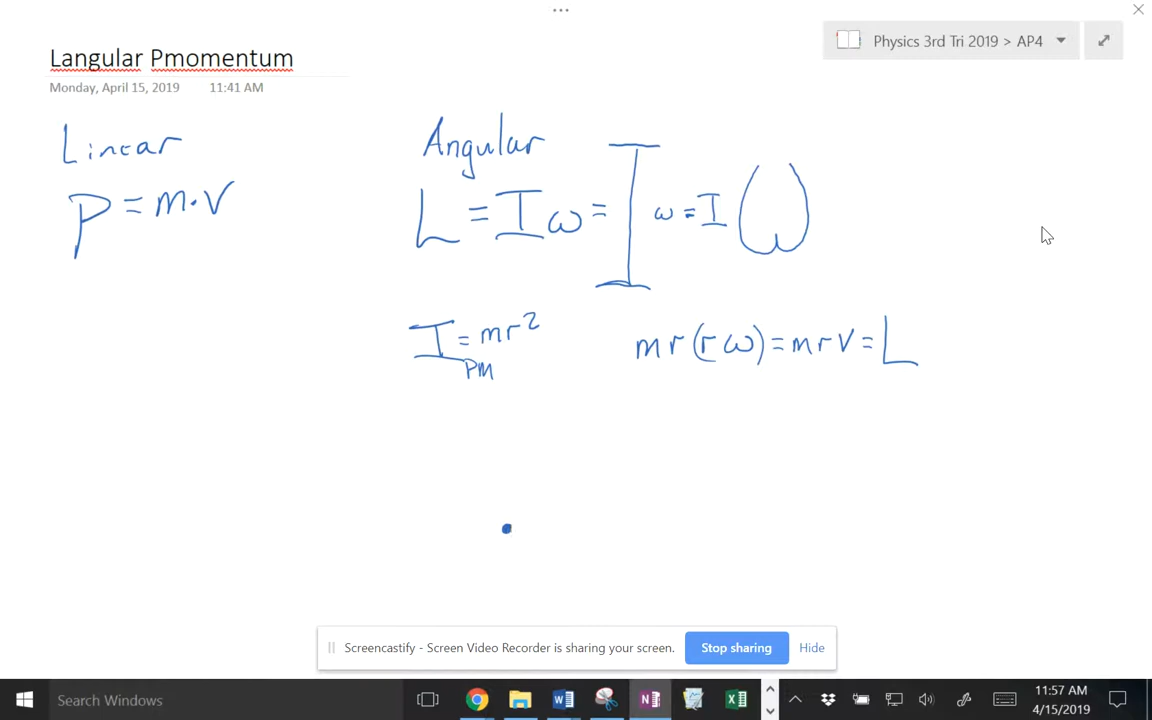 Physics 3rd Tri 2019 > AP4
Langular Pmomentum
Monday, April 15, 2019 11:41 AM
Linear
Angular
P = m·v
L = Iω = I ω = I (ω
I = mr²
PM
mr(rω) = mrv = L
Screencastify - Screen Video Recorder is sharing your screen. Stop sharing Hide
Search Windows
11:57 AM
4/15/2019